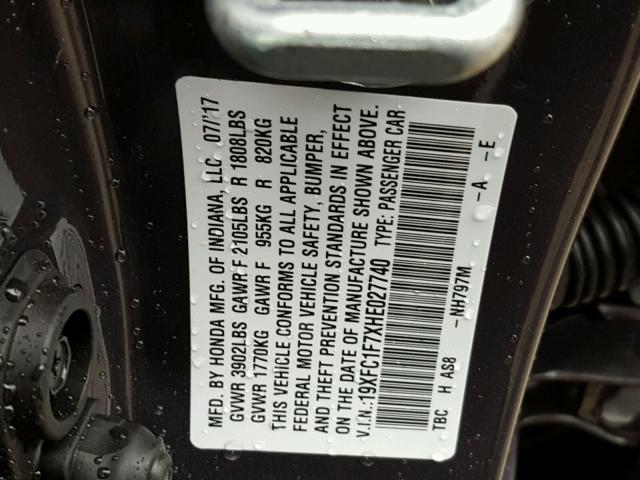 MFD. BY HONDA MFG. OF INDIANA, LLC. 07/'17
GVWR 3902LBS GAWR F 2105LBS R 1808LBS
GVWR 1770KG GAWR F 955KG R 820KG
THIS VEHICLE CONFORMS TO ALL APPLICABLE
FEDERAL MOTOR VEHICLE SAFETY, BUMPER,
AND THEFT PREVENTION STANDARDS IN EFFECT
ON THE DATE OF MANUFACTURE SHOWN ABOVE.
V.I.N.:19XFC1F7XHE027740 TYPE: PASSENGER CAR
TBC H AS8 -NH797M -A -E